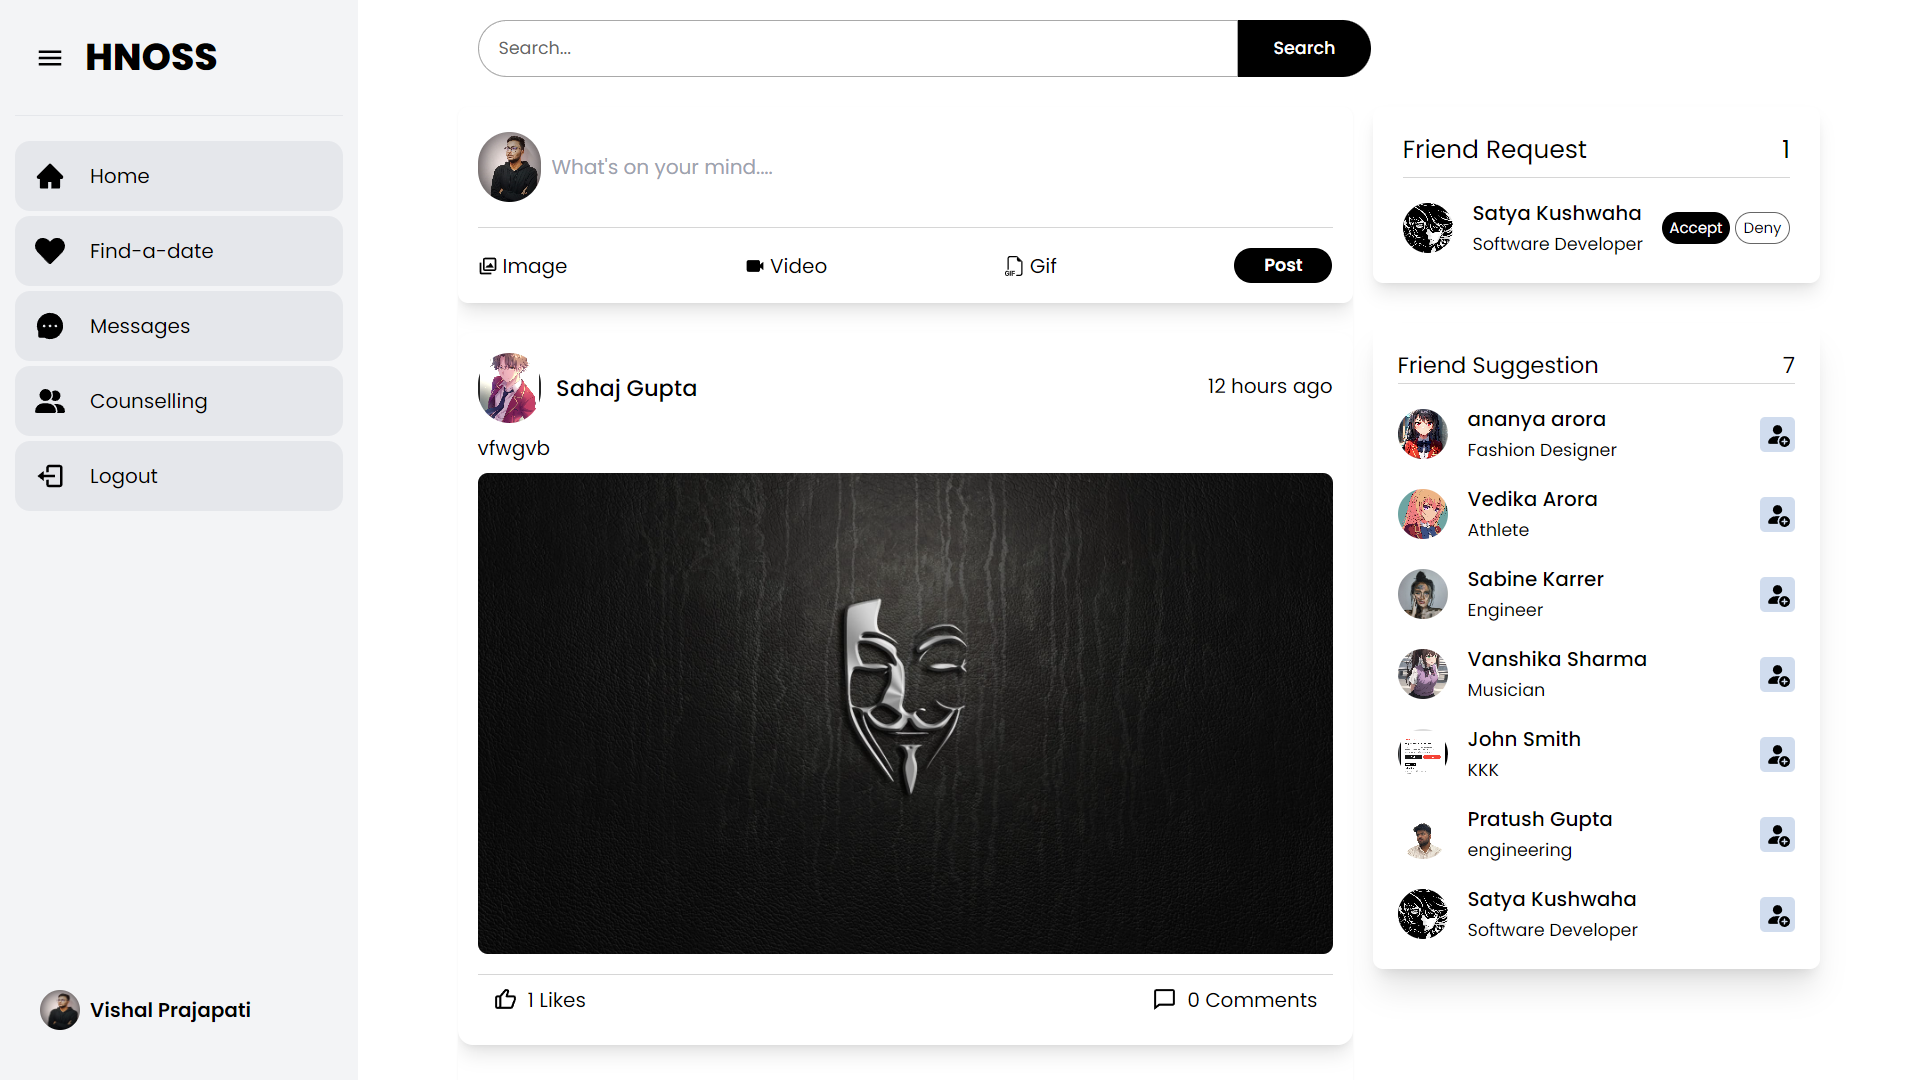 HNOSS
Home
Find-a-date
Messages
Counselling
Logout
Vishal Prajapati
Search...
Search
What's on your mind....
Image
Video
Gif
Post
Sahaj Gupta
12 hours ago
vfwgvb
1 Likes
0 Comments
Friend Request
1
Satya Kushwaha
Software Developer
Accept
Deny
Friend Suggestion
7
ananya arora
Fashion Designer
Vedika Arora
Athlete
Sabine Karrer
Engineer
Vanshika Sharma
Musician
John Smith
KKK
Pratush Gupta
engineering
Satya Kushwaha
Software Developer